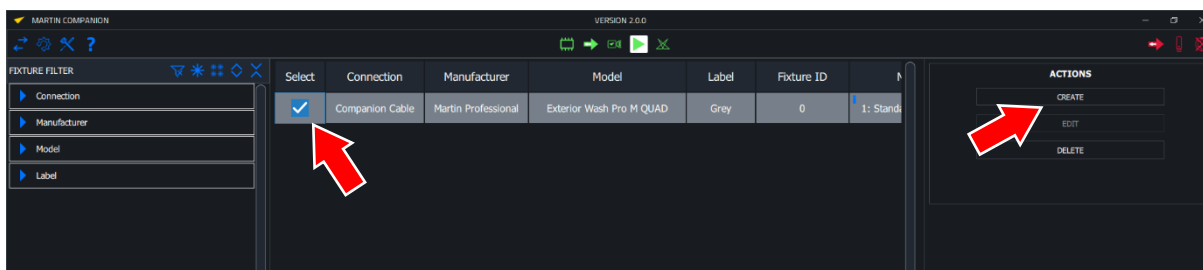 MARTIN COMPANION
VERSION 2.0.0
FIXTURE FILTER
Connection
Manufacturer
Model
Label
Select Connection Manufacturer Model Label Fixture ID
Companion Cable Martin Professional Exterior Wash Pro M QUAD Grey 0 1: Standa
ACTIONS
CREATE
EDIT
DELETE